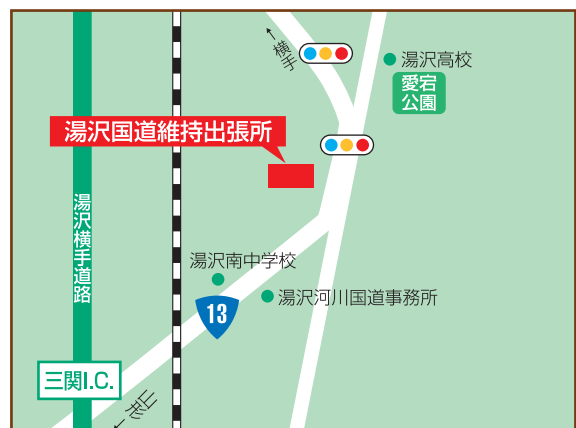 ←横手
湯沢高校
愛宕
公園
湯沢国道維持出張所
湯沢横手道路
湯沢南中学校
湯沢河川国道事務所
13
三関I.C.
←山形